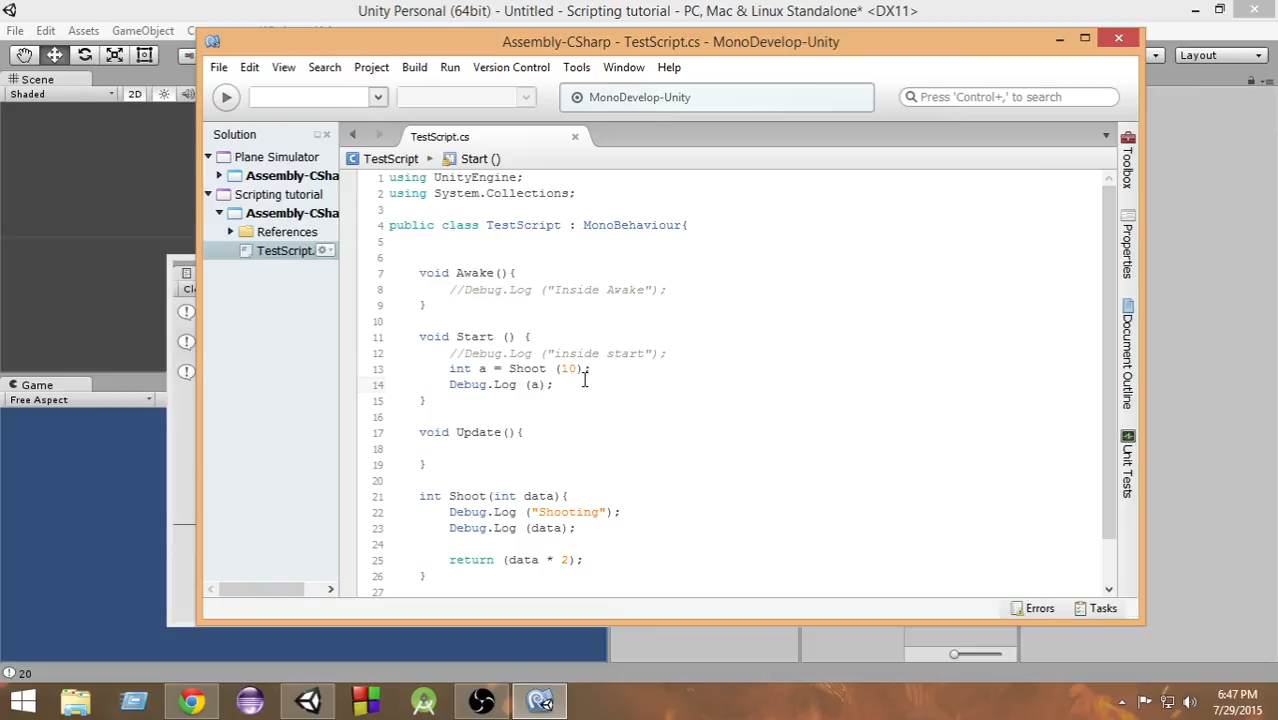 Unity Personal (64bit) - Untitled - Scripting tutorial - PC, Mac & Linux Standalone* <DX11>
File Edit Assets GameObject
Layout
Scene
Shaded 2D
Game
Free Aspect
20
Assembly-CSharp - TestScript.cs - MonoDevelop-Unity
File Edit View Search Project Build Run Version Control Tools Window Help
MonoDevelop-Unity
Press 'Control+,' to search
Solution
Plane Simulator
Assembly-CSha
Scripting tutorial
Assembly-CSha
References
TestScript.
TestScript.cs
TestScript Start ()
1 using UnityEngine;
2 using System.Collections;
3
4 public class TestScript : MonoBehaviour{
5
6
7 void Awake(){
8 //Debug.Log ("Inside Awake");
9 }
10
11 void Start () {
12 //Debug.Log ("inside start");
13 int a = Shoot (10);
14 Debug.Log (a);
15 }
16
17 void Update(){
18
19 }
20
21 int Shoot(int data){
22 Debug.Log ("Shooting");
23 Debug.Log (data);
24
25 return (data * 2);
26 }
27
Toolbox
Properties
Document Outline
Unit Tests
Errors Tasks
6:47 PM
7/29/2015